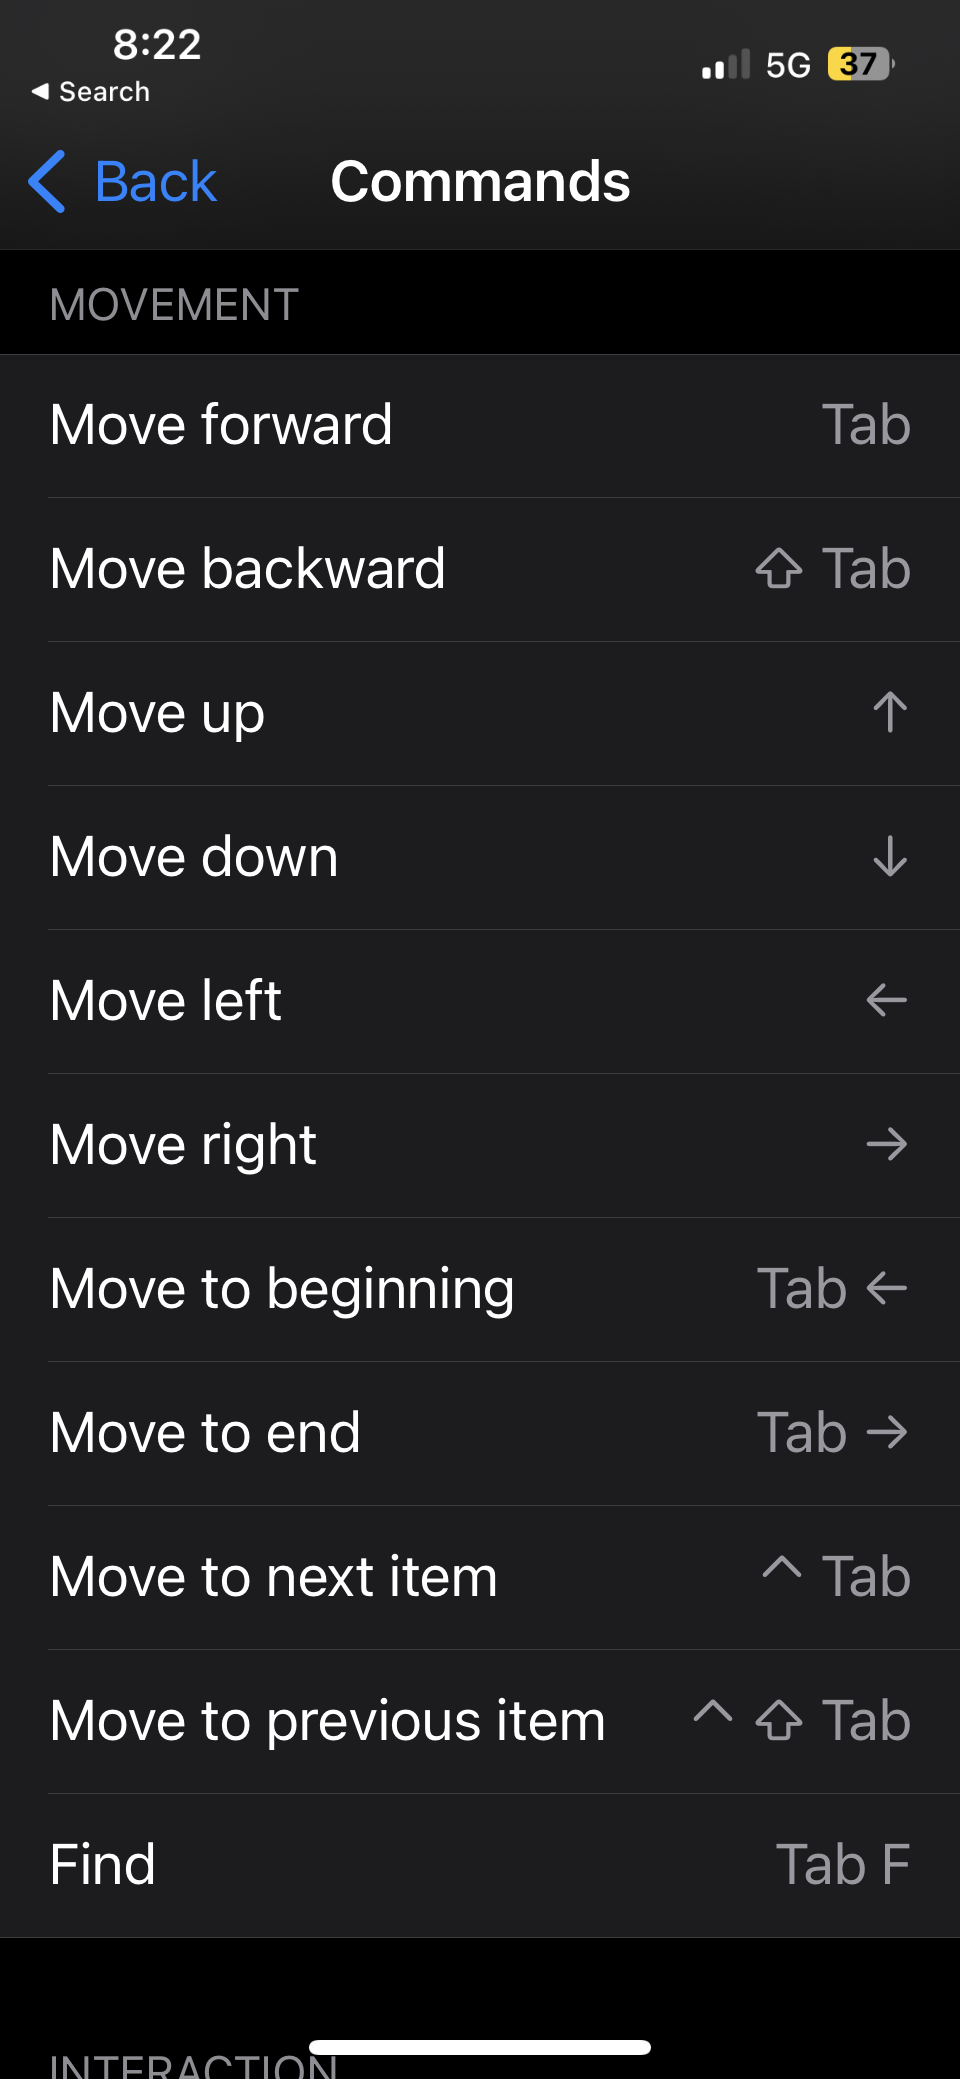 8:22
5G 37
◀ Search
Back Commands
MOVEMENT
Move forward Tab
Move backward ⇧ Tab
Move up ↑
Move down ↓
Move left ←
Move right →
Move to beginning Tab ←
Move to end Tab →
Move to next item ^ Tab
Move to previous item ^ ⇧ Tab
Find Tab F
INTERACTION